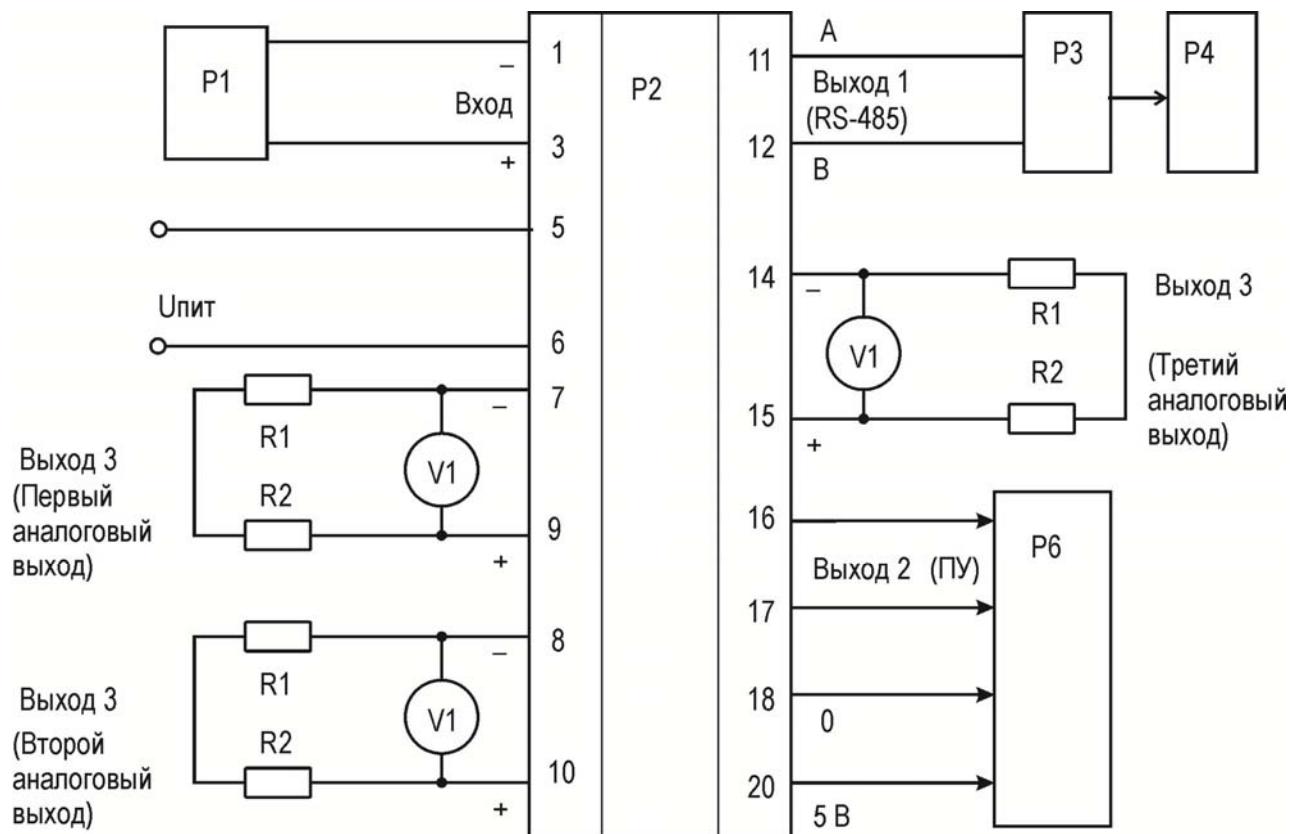 P1
–
Вход
+
1
3
5
Uпит
6
7
–
R1
V1
R2
Выход 3
(Первый
аналоговый
выход)
9
+
8
–
R1
V1
R2
Выход 3
(Второй
аналоговый
выход)
10
+
P2
11
A
Выход 1
(RS-485)
12
B
P3
P4
14
–
R1
V1
R2
15
+
Выход 3
(Третий
аналоговый
выход)
16
Выход 2 (ПУ)
17
18
0
20
5 В
P6